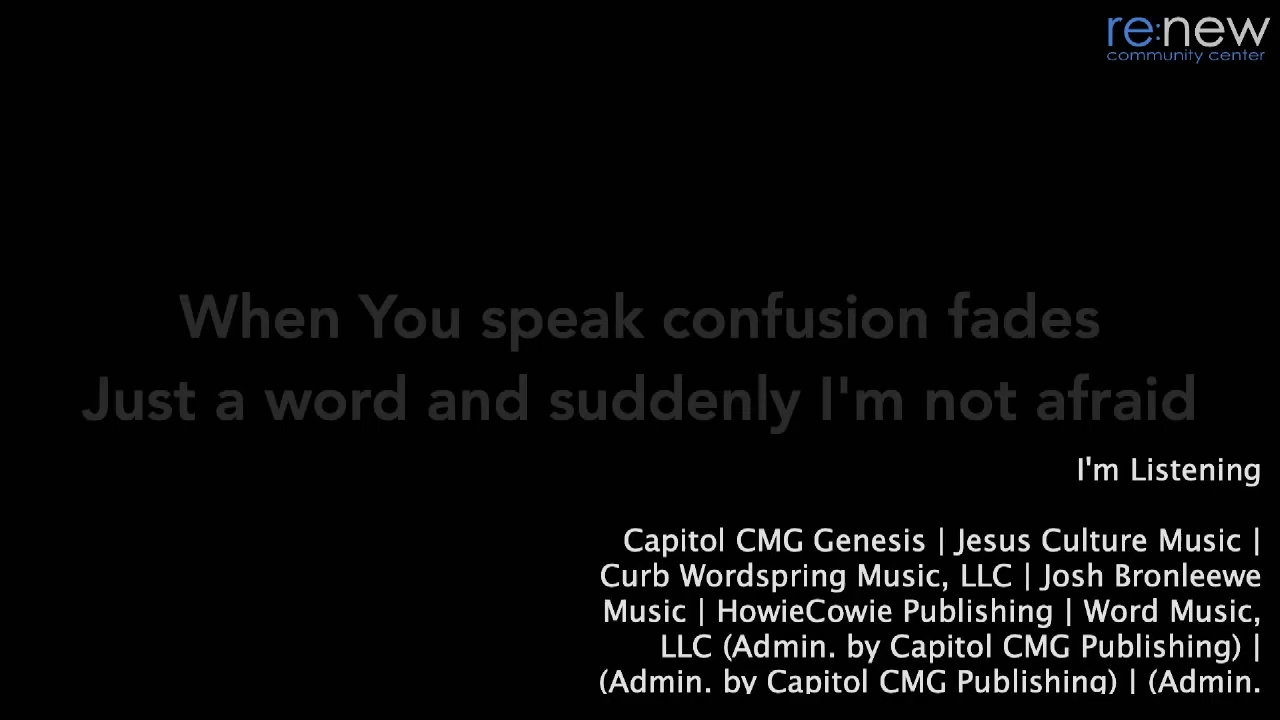 re:new
community center
When You speak confusion fades
Just a word and suddenly I'm not afraid
I'm Listening
Capitol CMG Genesis | Jesus Culture Music |
Curb Wordspring Music, LLC | Josh Bronleewe
Music | HowieCowie Publishing | Word Music,
LLC (Admin. by Capitol CMG Publishing) |
(Admin. by Capitol CMG Publishing) | (Admin.